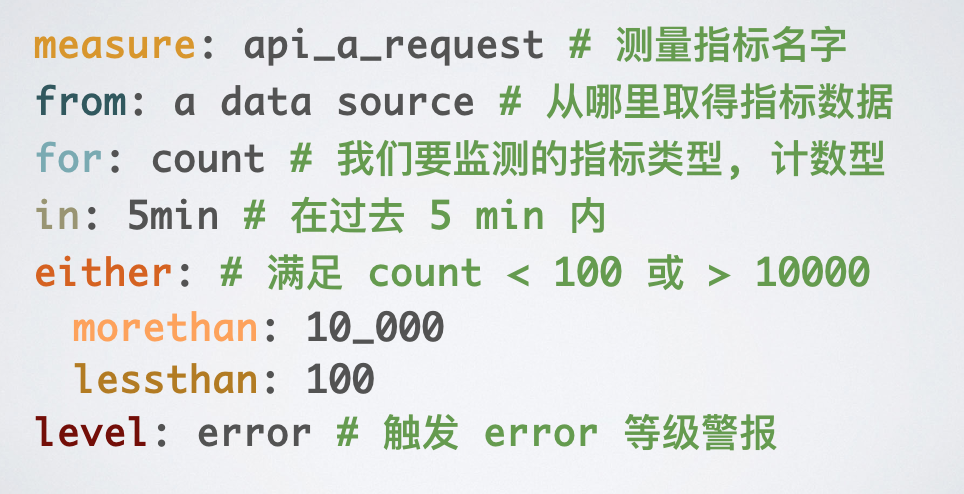 measure: api_a_request # 测量指标名字
from: a data source # 从哪里取得指标数据
for: count # 我们要监测的指标类型, 计数型
in: 5min # 在过去 5 min 内
either: # 满足 count < 100 或 > 10000
  morethan: 10_000
  lessthan: 100
level: error # 触发 error 等级警报